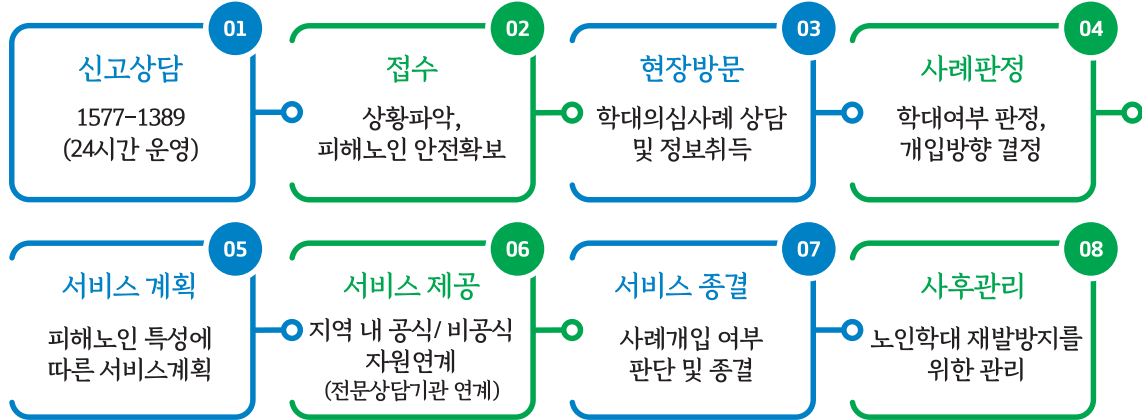 01
신고상담
1577-1389
(24시간 운영)
02
접수
상황파악,
피해노인 안전확보
03
현장방문
학대의심사례 상담
및 정보취득
04
사례판정
학대여부 판정,
개입방향 결정
05
서비스 계획
피해노인 특성에
따른 서비스계획
06
서비스 제공
지역 내 공식/ 비공식
자원연계
(전문상담기관 연계)
07
서비스 종결
사례개입 여부
판단 및 종결
08
사후관리
노인학대 재발방지를
위한 관리